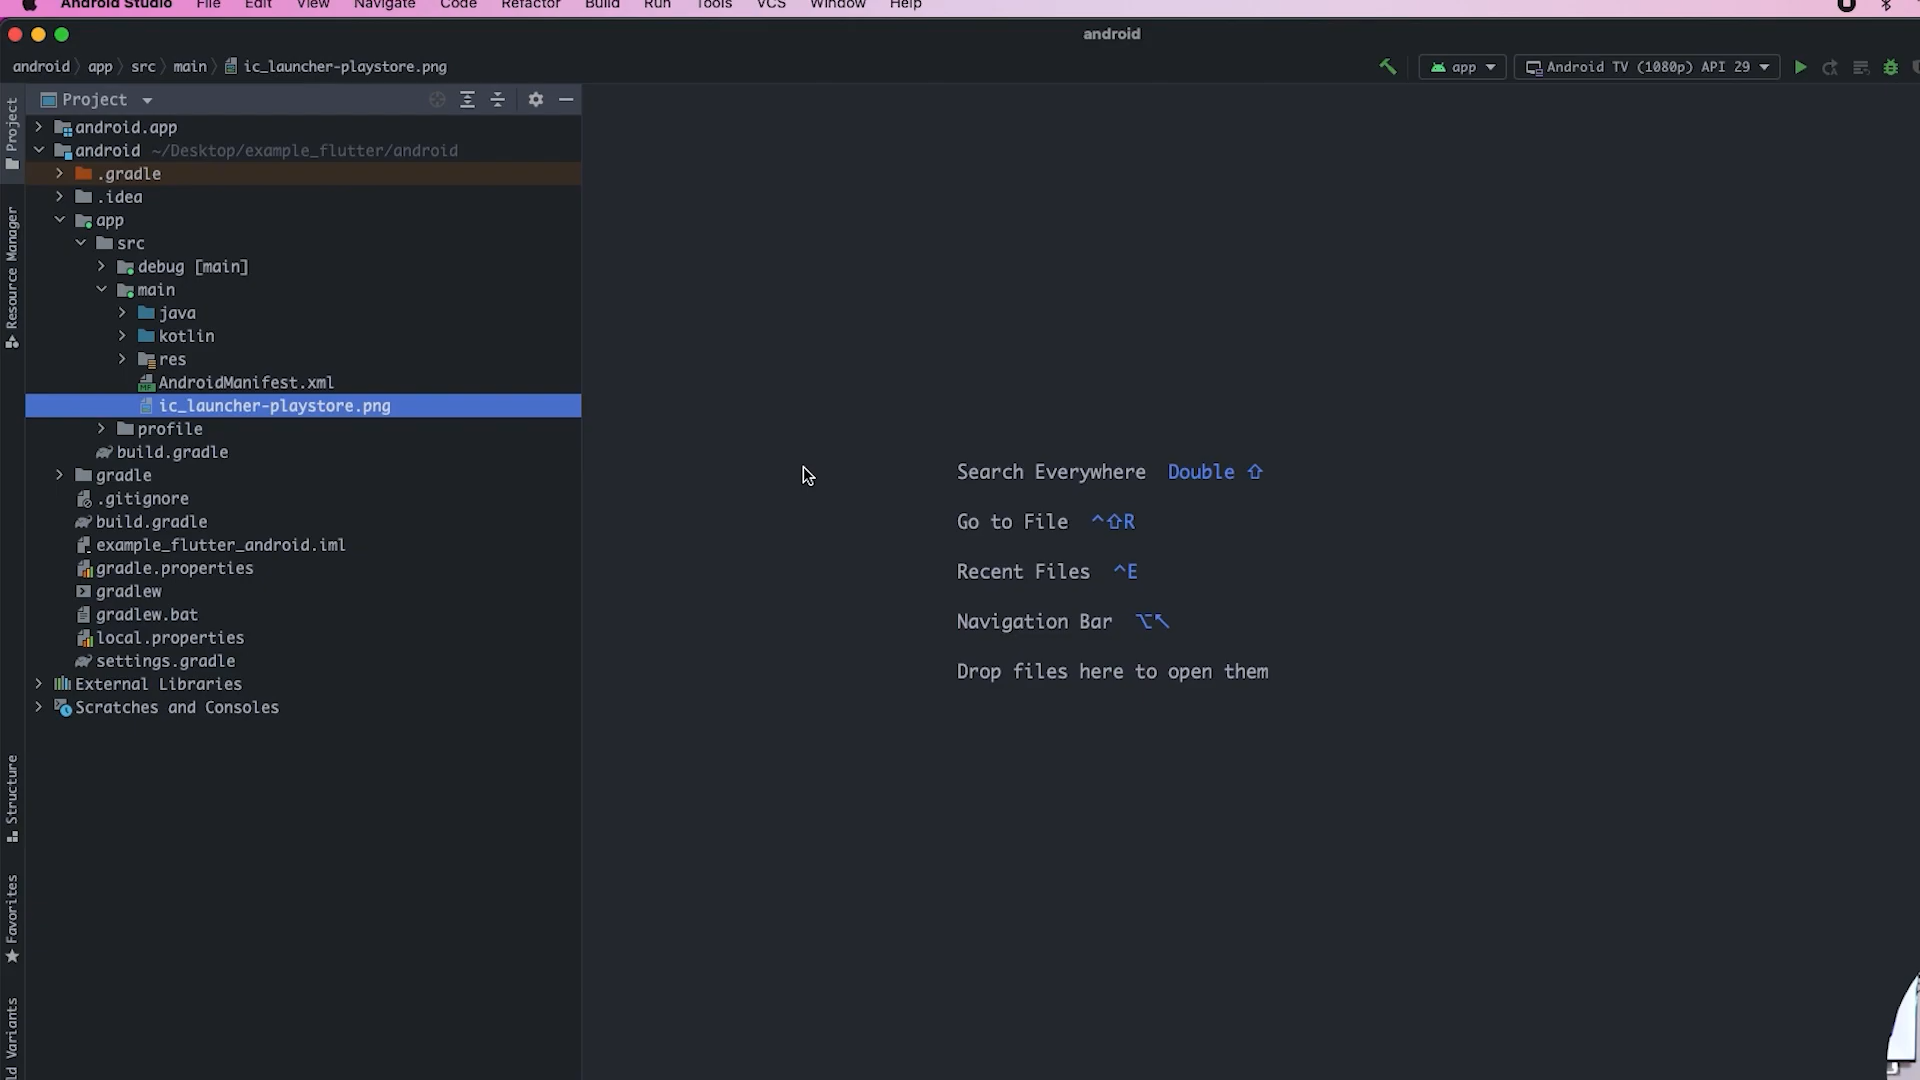 Android Studio File Edit View Navigate Code Refactor Build Run Tools VCS Window Help
android
android app src main ic_launcher-playstore.png
app Android TV (1080p) API 29
Project
Project
Resource Manager
Structure
Favorites
android.app
android ~/Desktop/example_flutter/android
.gradle
.idea
app
src
debug [main]
main
java
kotlin
res
AndroidManifest.xml
ic_launcher-playstore.png
profile
build.gradle
gradle
.gitignore
build.gradle
example_flutter_android.iml
gradle.properties
gradlew
gradlew.bat
local.properties
settings.gradle
External Libraries
Scratches and Consoles
Search Everywhere Double ⇧
Go to File ^⇧R
Recent Files ^E
Navigation Bar ⌥↖
Drop files here to open them
ld Variants